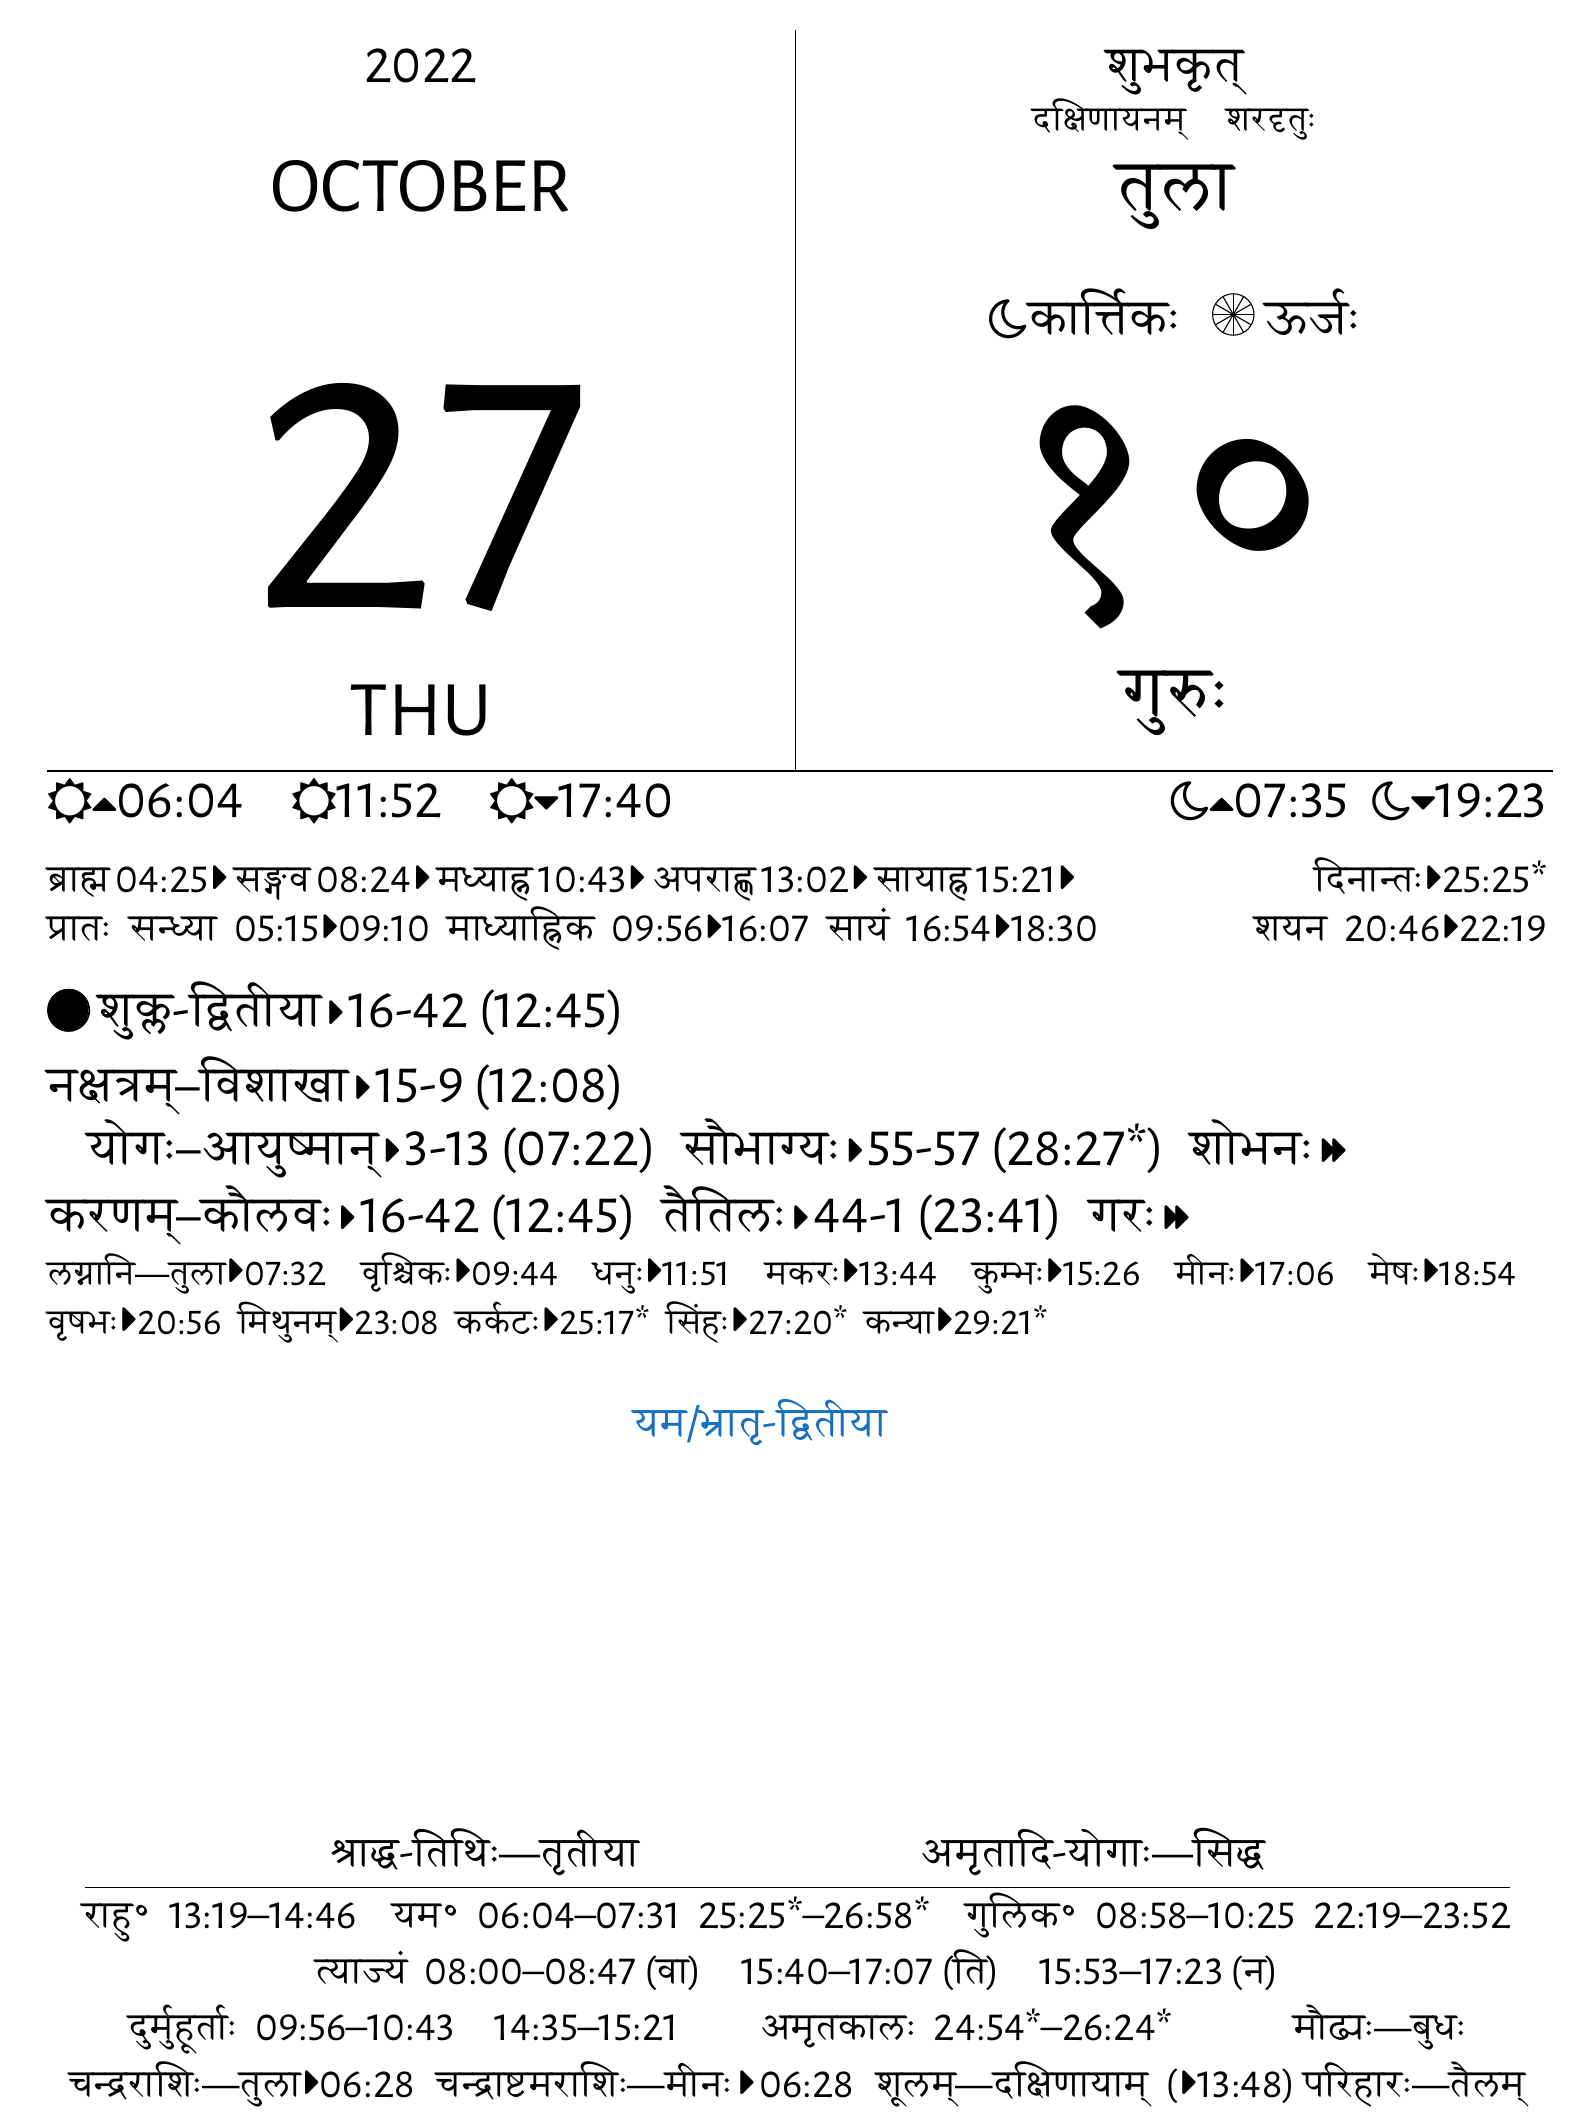 2022
OCTOBER
27
THU
शुभकृत्
दक्षिणायनम् शरदृतुः
तुला
कार्त्तिकः ऊर्जः
१०
गुरुः
06:04 11:52 17:40 07:35 19:23
ब्राह्म 04:25 सङ्गव 08:24 मध्याह्न 10:43 अपराह्ण 13:02 सायाह्न 15:21 दिनान्तः 25:25*
प्रातः सन्ध्या 05:15 09:10 माध्याह्निक 09:56 16:07 सायं 16:54 18:30 शयन 20:46 22:19
शुक्ल-द्वितीया 16-42 (12:45)
नक्षत्रम्–विशाखा 15-9 (12:08)
योगः–आयुष्मान् 3-13 (07:22) सौभाग्यः 55-57 (28:27*) शोभनः
करणम्–कौलवः 16-42 (12:45) तैतिलः 44-1 (23:41) गरः
लग्नानि—तुला 07:32 वृश्चिकः 09:44 धनुः 11:51 मकरः 13:44 कुम्भः 15:26 मीनः 17:06 मेषः 18:54
वृषभः 20:56 मिथुनम् 23:08 कर्कटः 25:17* सिंहः 27:20* कन्या 29:21*
यम/भ्रातृ-द्वितीया
श्राद्ध-तिथिः—तृतीया अमृतादि-योगाः—सिद्ध
राहु॰ 13:19–14:46 यम॰ 06:04–07:31 25:25*–26:58* गुलिक॰ 08:58–10:25 22:19–23:52
त्याज्यं 08:00–08:47 (वा) 15:40–17:07 (ति) 15:53–17:23 (न)
दुर्मुहूर्ताः 09:56–10:43 14:35–15:21 अमृतकालः 24:54*–26:24* मौढ्यः—बुधः
चन्द्रराशिः—तुला 06:28 चन्द्राष्टमराशिः—मीनः 06:28 शूलम्—दक्षिणायाम् (13:48) परिहारः—तैलम्